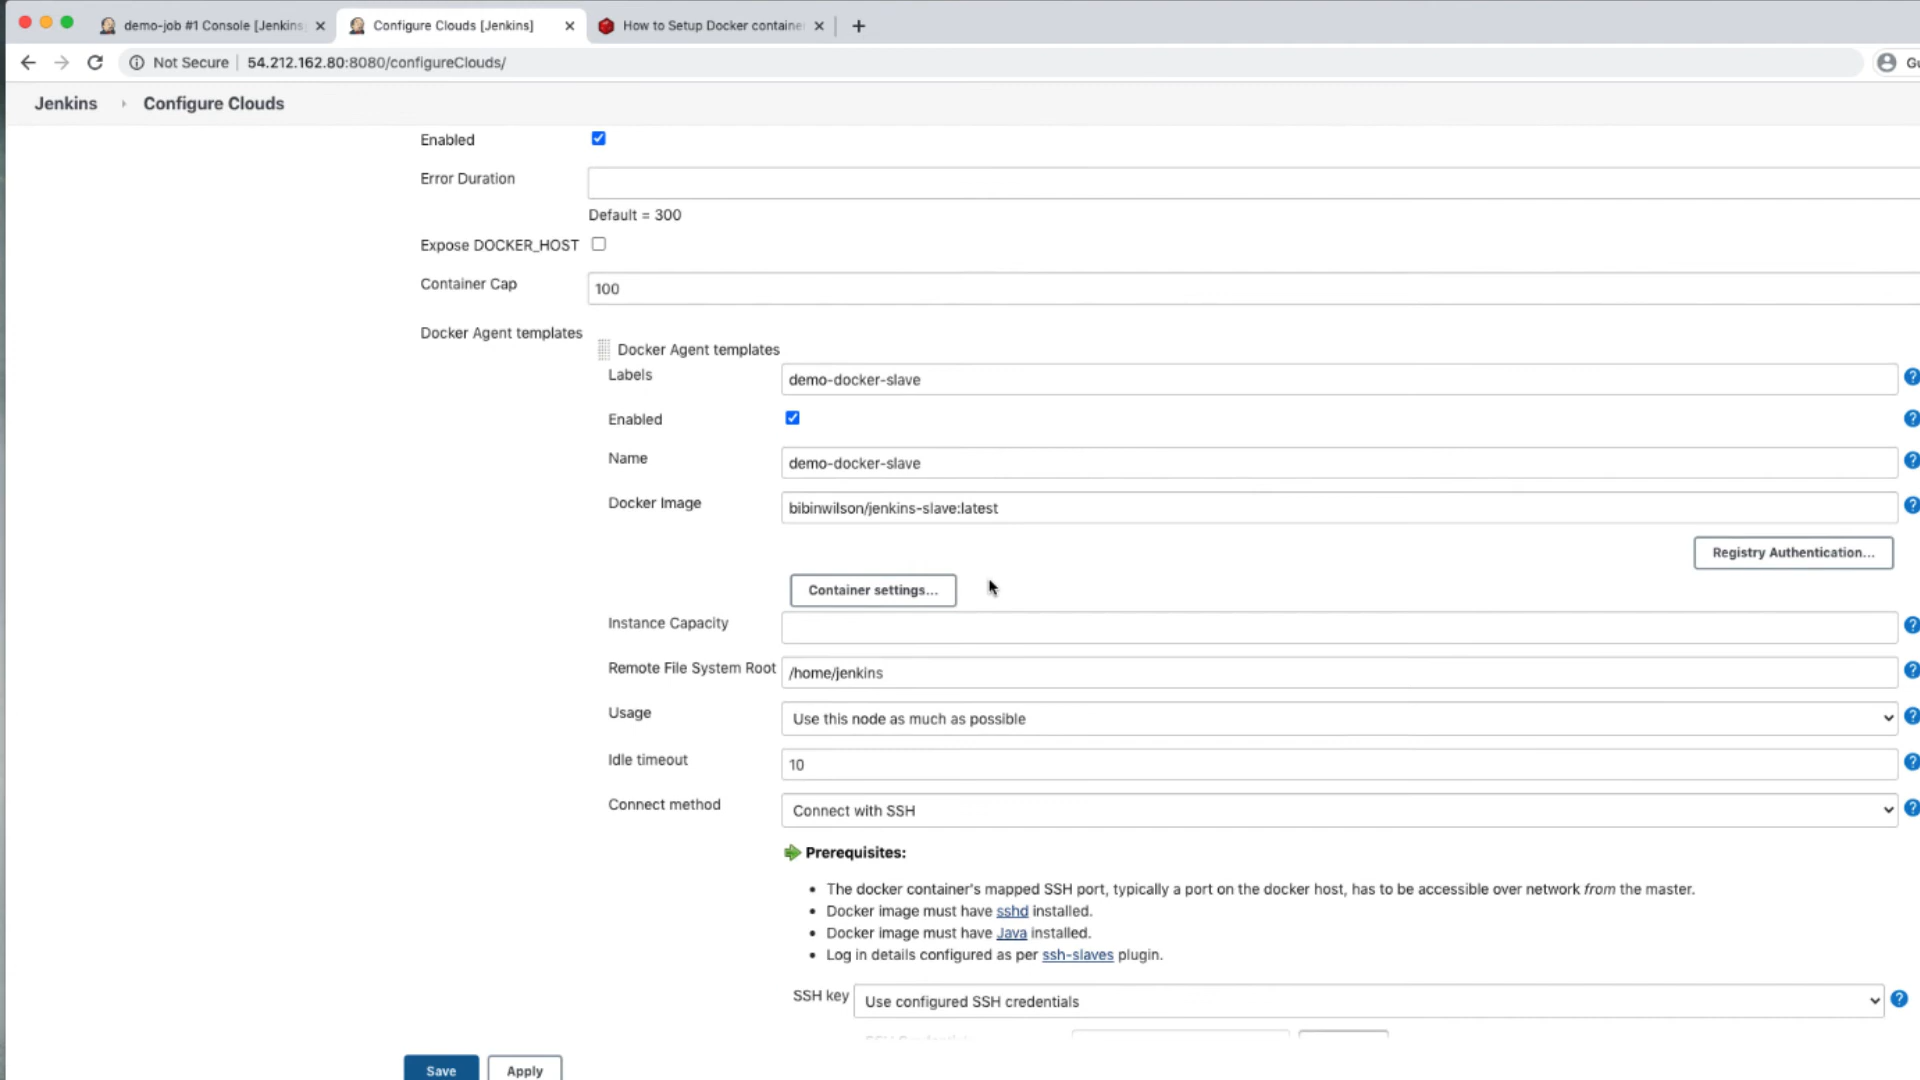 demo-job #1 Console [Jenkins
Configure Clouds [Jenkins]
How to Setup Docker container
Not Secure
54.212.162.80:8080/configureClouds/
Gu
Jenkins
Configure Clouds
Enabled
Error Duration
Default = 300
Expose DOCKER_HOST
Container Cap
100
Docker Agent templates
Docker Agent templates
Labels
demo-docker-slave
Enabled
Name
demo-docker-slave
Docker Image
bibinwilson/jenkins-slave:latest
Registry Authentication...
Container settings...
Instance Capacity
Remote File System Root
/home/jenkins
Usage
Use this node as much as possible
Idle timeout
10
Connect method
Connect with SSH
Prerequisites:
• The docker container's mapped SSH port, typically a port on the docker host, has to be accessible over network from the master.
• Docker image must have sshd installed.
• Docker image must have Java installed.
• Log in details configured as per ssh-slaves plugin.
SSH key
Use configured SSH credentials
Save
Apply